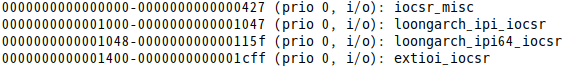 0000000000000000-0000000000000427 (prio 0, i/o): iocsr_misc
0000000000001000-0000000000001047 (prio 0, i/o): loongarch_ipi_iocsr
0000000000001048-000000000000115f (prio 0, i/o): loongarch_ipi64_iocsr
0000000000001400-0000000000001cff (prio 0, i/o): extioi_iocsr